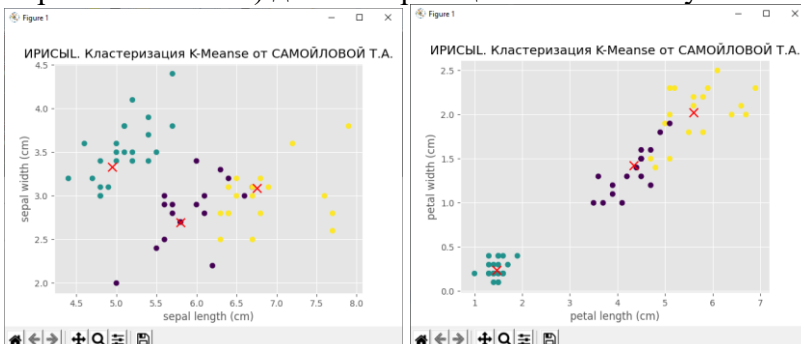 Figure 1
ИРИСЫL. Кластеризация K-Meanse от САМОЙЛОВОЙ Т.А.
4.5
4.0
3.5
3.0
2.5
2.0
sepal width (cm)
4.5 5.0 5.5 6.0 6.5 7.0 7.5 8.0
sepal length (cm)
Figure 1
ИРИСЫL. Кластеризация K-Meanse от САМОЙЛОВОЙ Т.А.
2.5
2.0
1.5
1.0
0.5
0.0
petal width (cm)
1 2 3 4 5 6 7
petal length (cm)